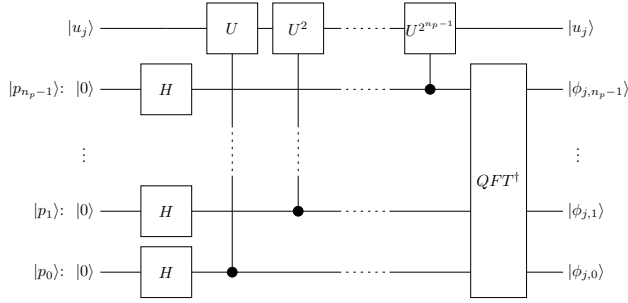 |u_j⟩ U U^2 U^{2^{n_p-1}} |u_j⟩
|p_{n_p-1}⟩: |0⟩ H |ϕ_{j,n_p-1}⟩
⋮ QFT^† ⋮
|p_1⟩: |0⟩ H |ϕ_{j,1}⟩
|p_0⟩: |0⟩ H |ϕ_{j,0}⟩